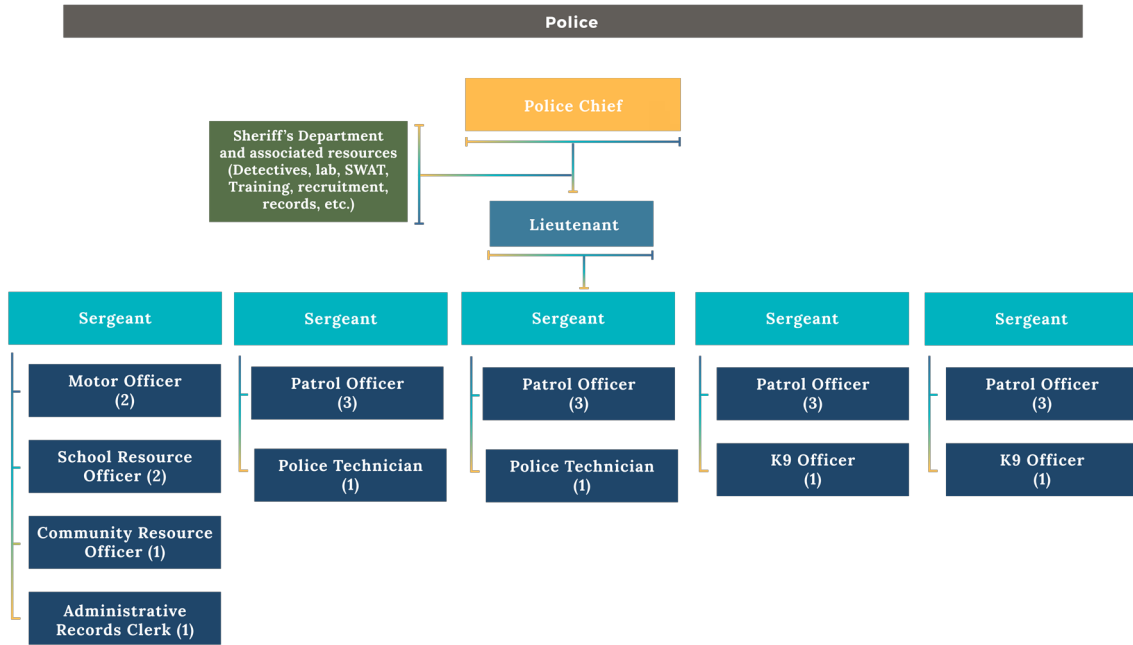 Police
Police Chief
Sheriff's Department
and associated resources
(Detectives, lab, SWAT,
Training, recruitment,
records, etc.)
Lieutenant
Sergeant
Motor Officer
(2)
School Resource
Officer (2)
Community Resource
Officer (1)
Administrative
Records Clerk (1)
Sergeant
Patrol Officer
(3)
Police Technician
(1)
Sergeant
Patrol Officer
(3)
Police Technician
(1)
Sergeant
Patrol Officer
(3)
K9 Officer
(1)
Sergeant
Patrol Officer
(3)
K9 Officer
(1)